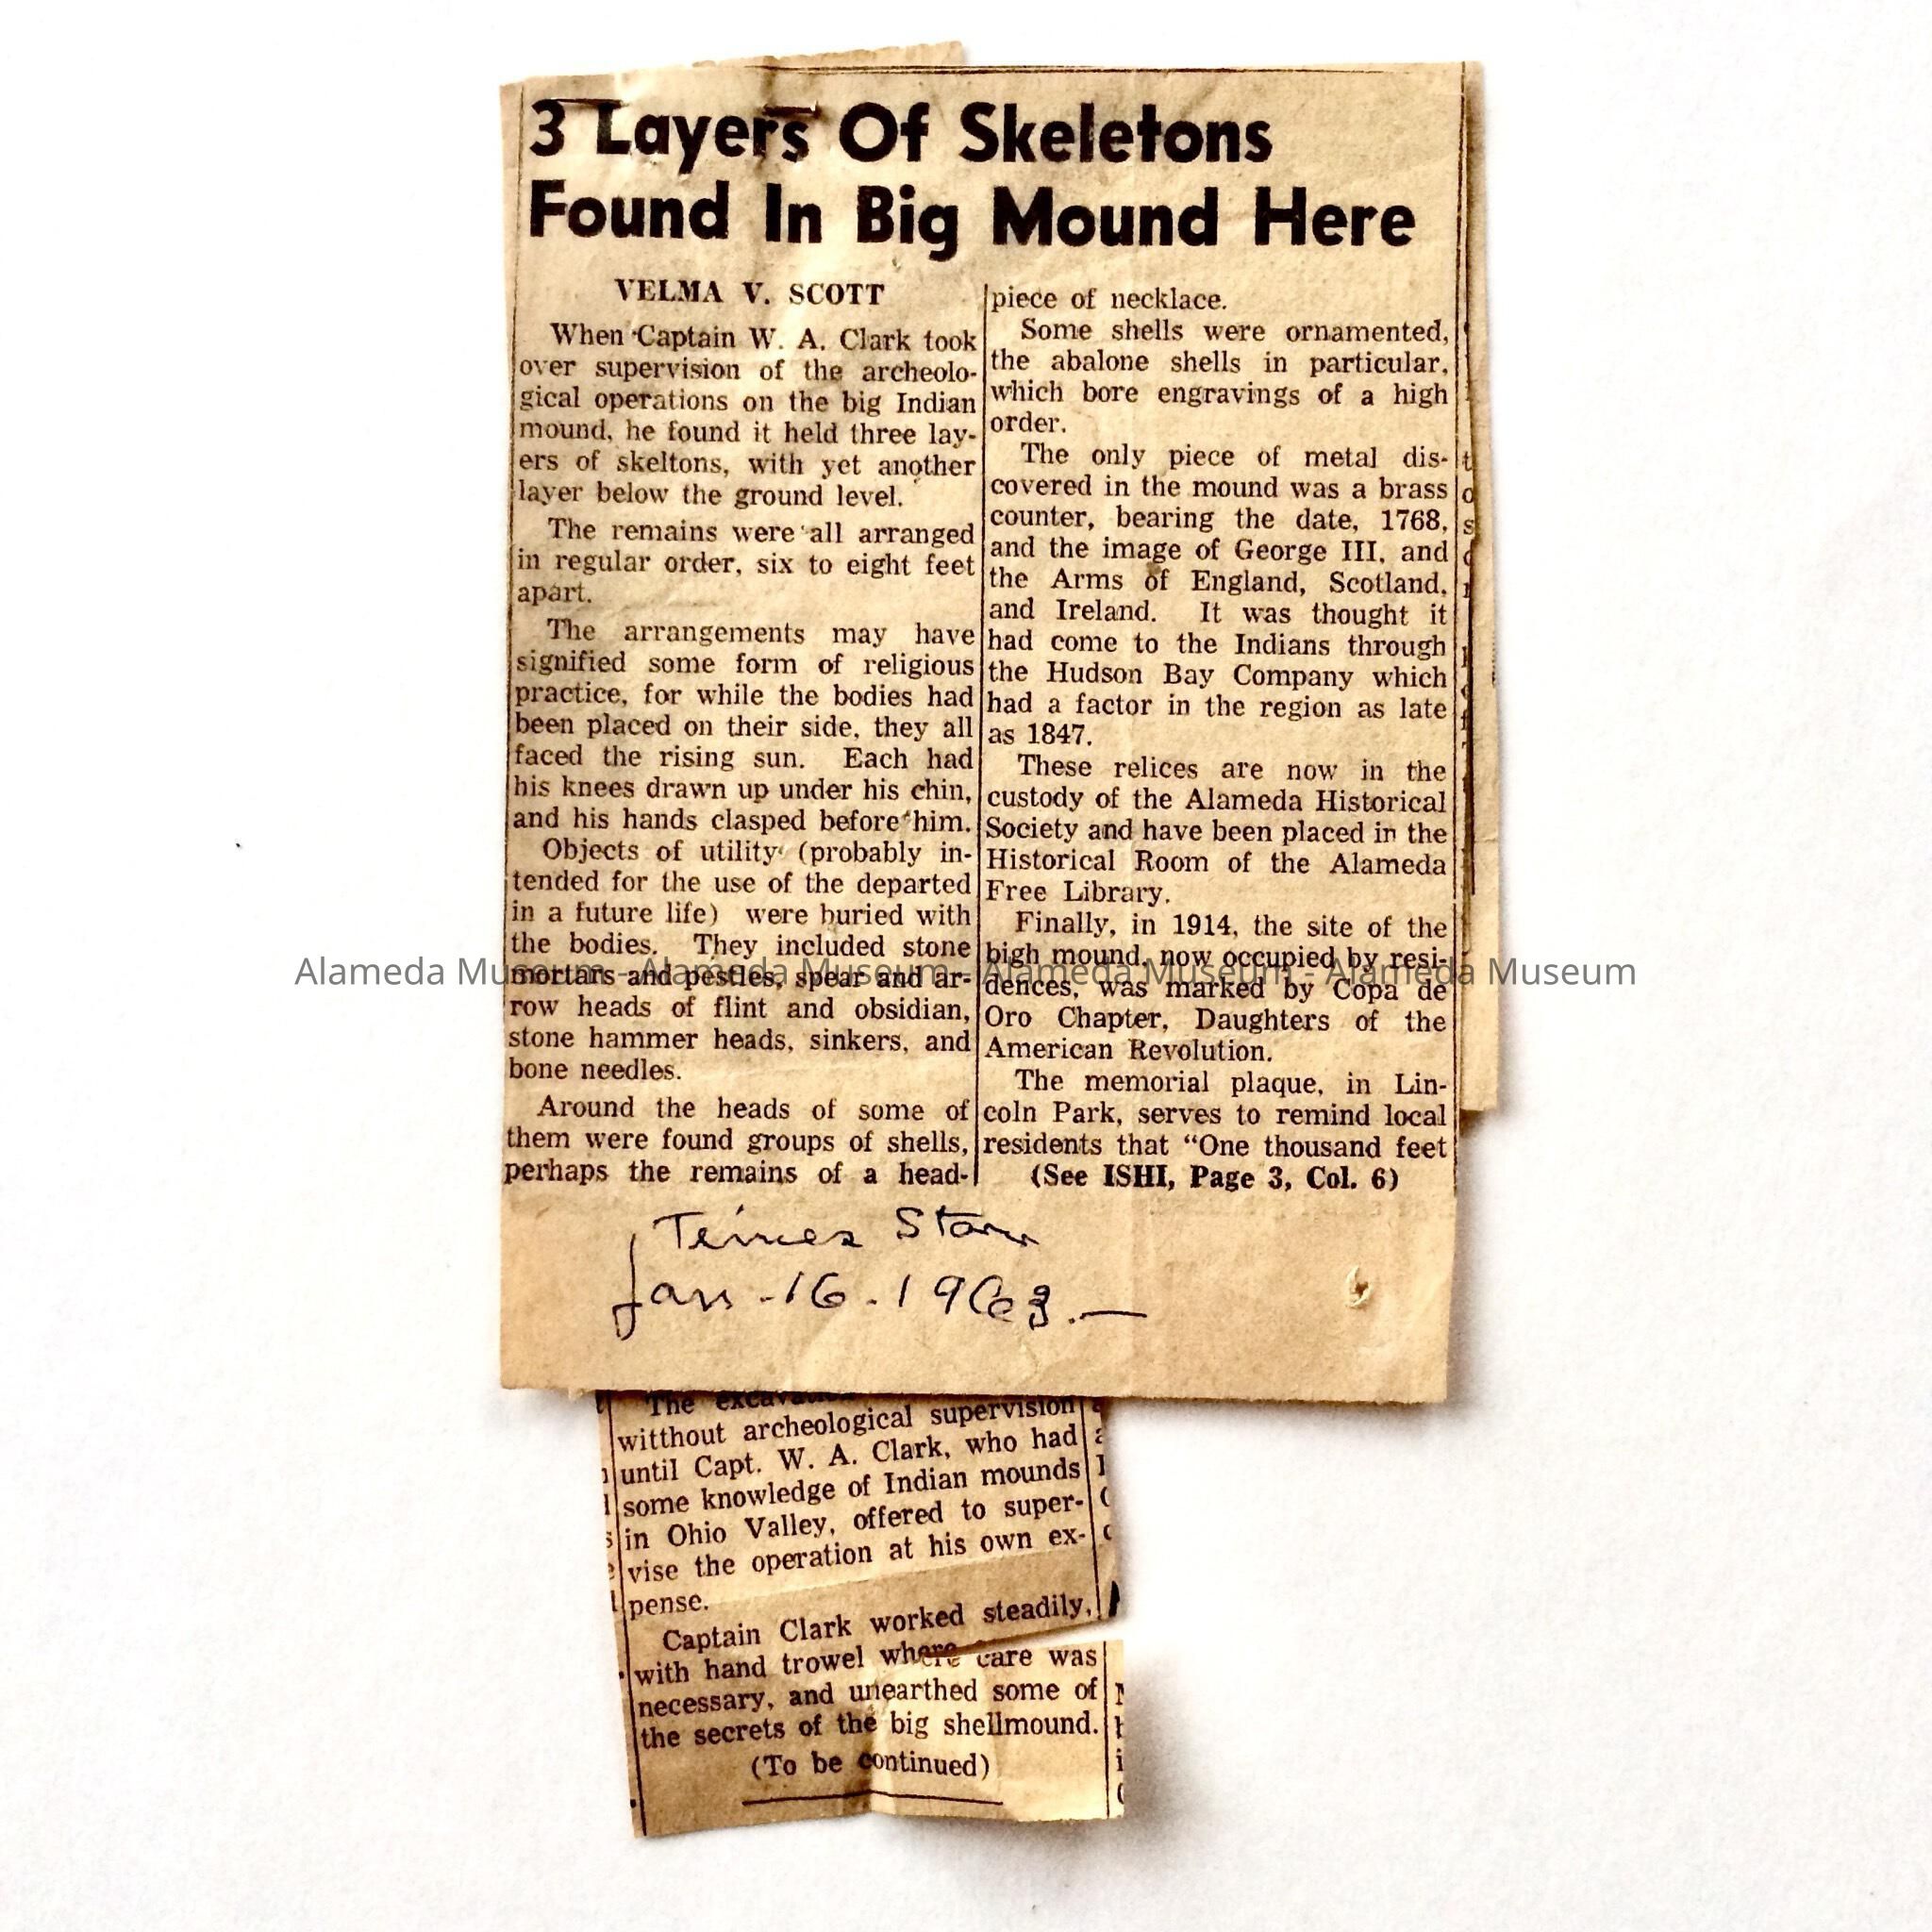 3 Layers Of Skeletons
Found In Big Mound Here
VELMA V. SCOTT
When Captain W. A. Clark took
over supervision of the archeolo-
gical operations on the big Indian
mound, he found it held three lay-
ers of skeltons, with yet another
layer below the ground level.
The remains were all arranged
in regular order, six to eight feet
apart.
The arrangements may have
signified some form of religious
practice, for while the bodies had
been placed on their side, they all
faced the rising sun. Each had
his knees drawn up under his chin,
and his hands clasped before him.
Objects of utility (probably in-
tended for the use of the departed
in a future life) were buried with
the bodies. They included stone
mortars and pestles, spear and ar-
row heads of flint and obsidian,
stone hammer heads, sinkers, and
bone needles.
Around the heads of some of
them were found groups of shells,
perhaps the remains of a head-
piece of necklace.
Some shells were ornamented,
the abalone shells in particular,
which bore engravings of a high
order.
The only piece of metal dis-
covered in the mound was a brass
counter, bearing the date, 1768,
and the image of George III, and
the Arms of England, Scotland,
and Ireland. It was thought it
had come to the Indians through
the Hudson Bay Company which
had a factor in the region as late
as 1847.
These relices are now in the
custody of the Alameda Historical
Society and have been placed in the
Historical Room of the Alameda
Free Library.
Finally, in 1914, the site of the
bigh mound, now occupied by resi-
dences, was marked by Copa de
Oro Chapter, Daughters of the
American Revolution.
The memorial plaque, in Lin-
coln Park, serves to remind local
residents that "One thousand feet
(See ISHI, Page 3, Col. 6)
Alameda Museum - Alameda Museum - Alameda Museum - Alameda Museum
Times Star
Jan-16-1963.—
The
witthout archeological supervision
until Capt. W. A. Clark, who had
some knowledge of Indian mounds
in Ohio Valley, offered to super-
vise the operation at his own ex-
pense.
Captain Clark worked steadily,
with hand trowel where care was
necessary, and unearthed some of
the secrets of the big shellmound.
(To be continued)